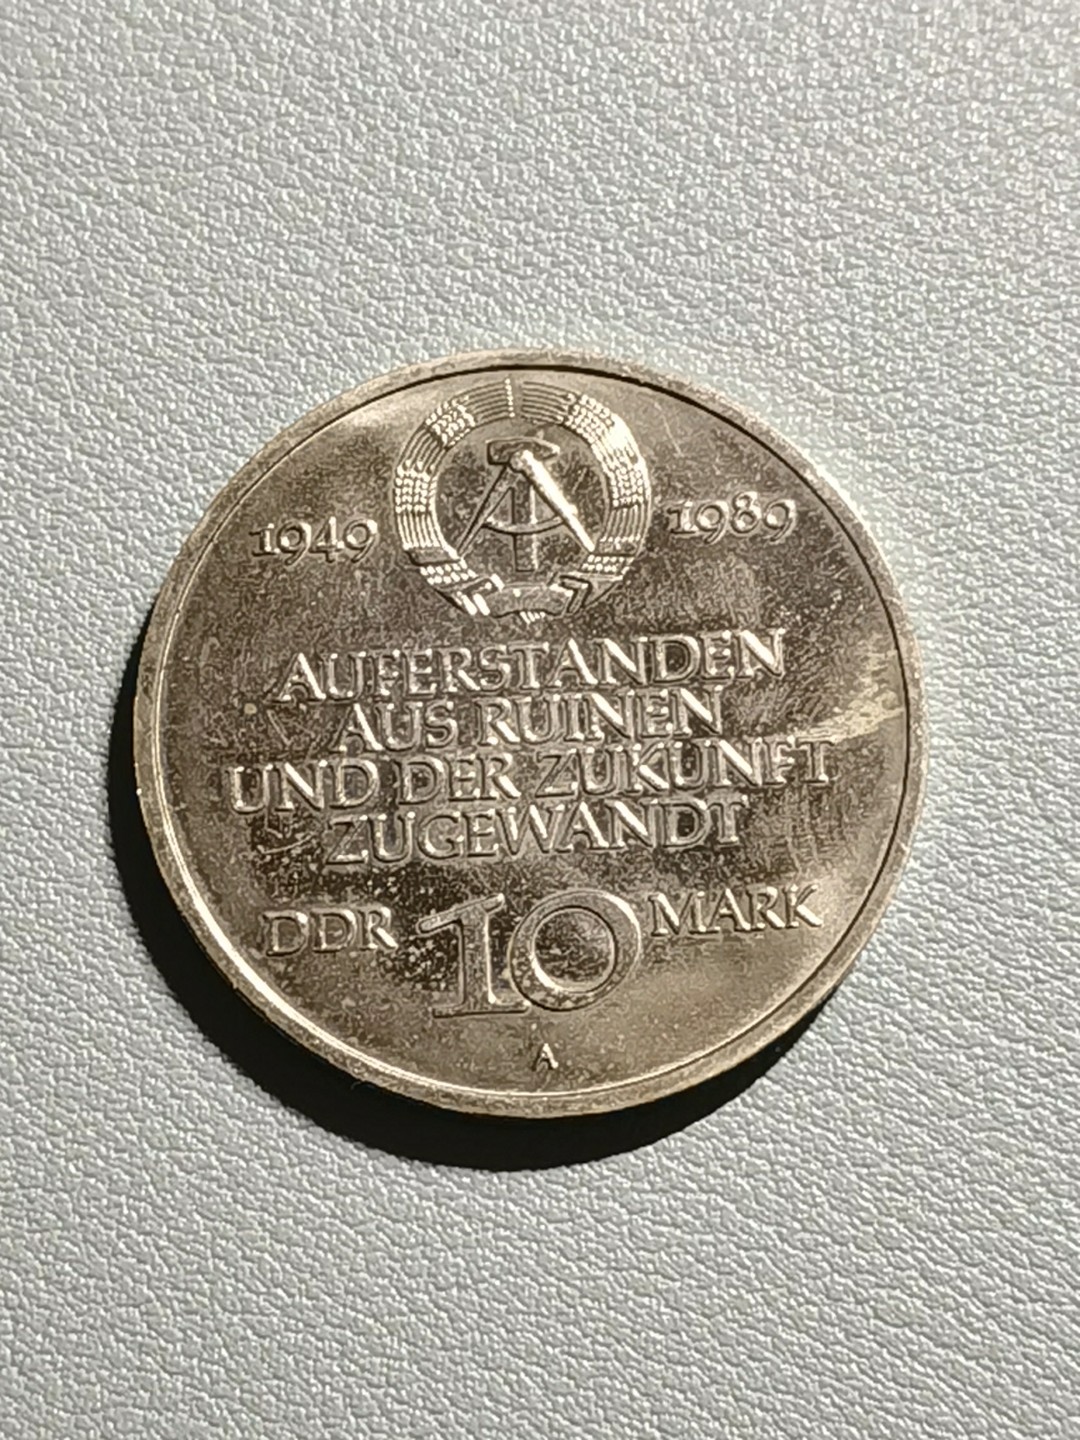 1949 1989
AUFERSTANDEN
AUS RUINEN
UND DER ZUKUNFT
ZUGEWANDT
DDR 10 MARK
A